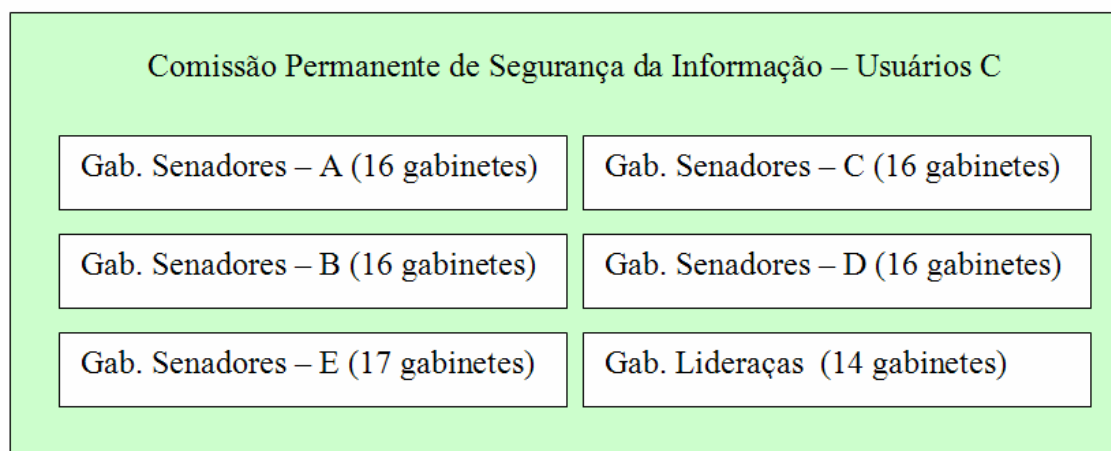 Comissão Permanente de Segurança da Informação – Usuários C
Gab. Senadores – A (16 gabinetes)
Gab. Senadores – C (16 gabinetes)
Gab. Senadores – B (16 gabinetes)
Gab. Senadores – D (16 gabinetes)
Gab. Senadores – E (17 gabinetes)
Gab. Lideraças  (14 gabinetes)